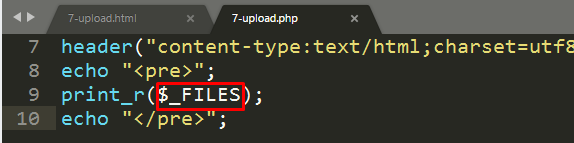 7-upload.html × 7-upload.php ×
7 header("content-type:text/html;charset=utf8
8 echo "<pre>";
9 print_r($_FILES);
10 echo "</pre>";